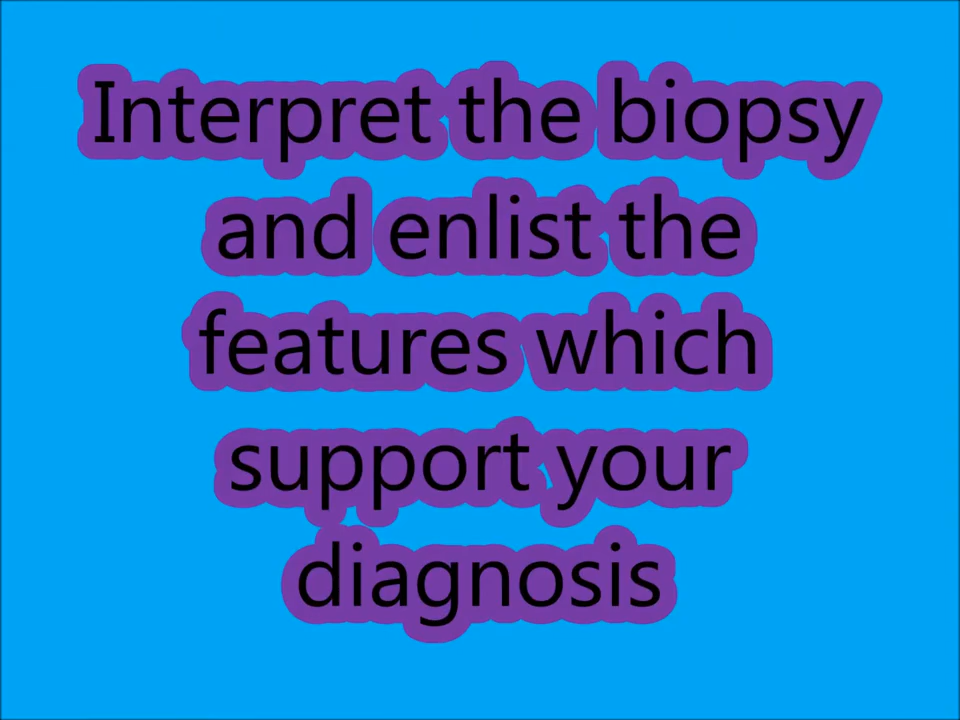 Interpret the biopsy
and enlist the
features which
support your
diagnosis